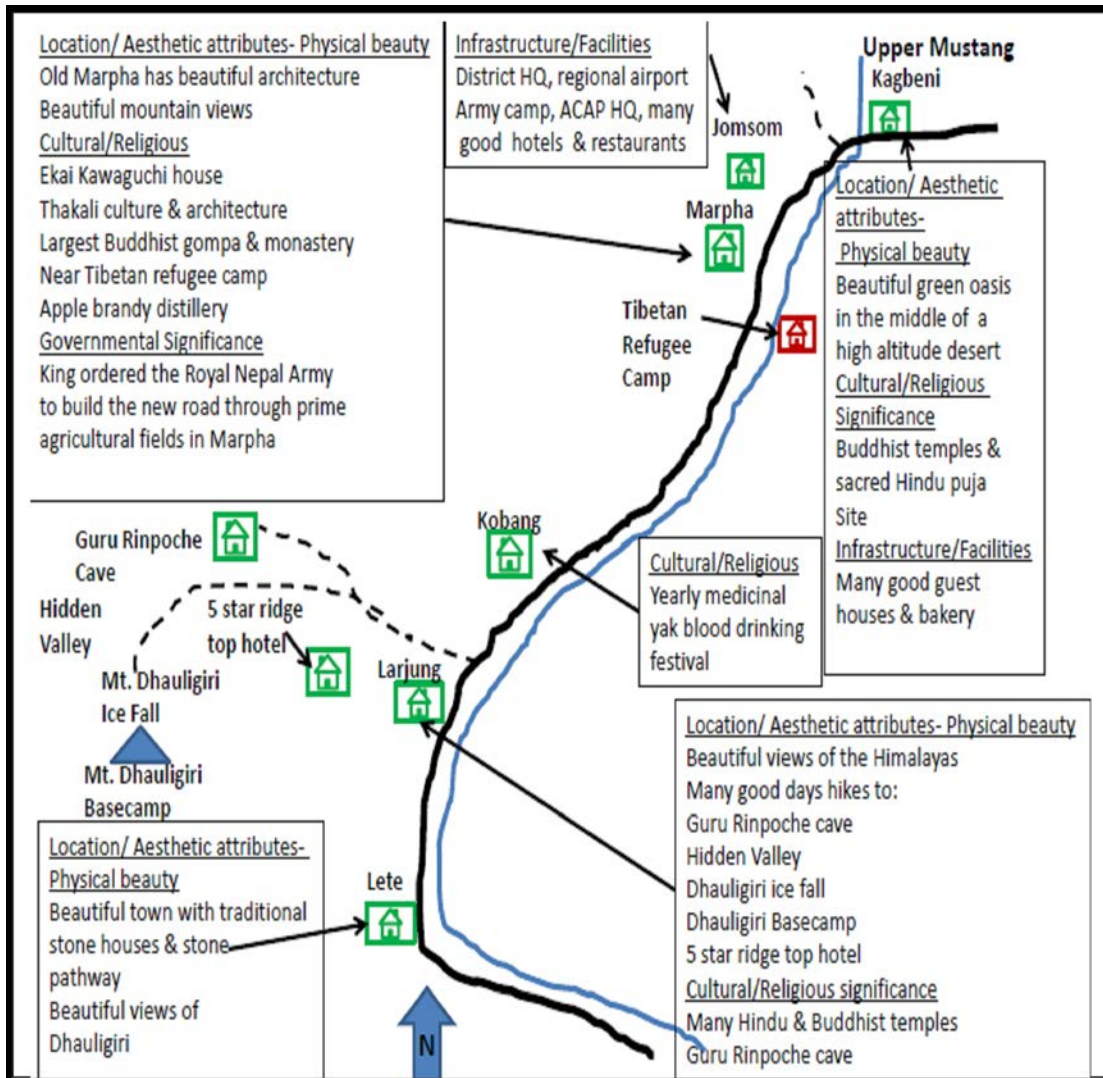 Location/ Aesthetic attributes- Physical beauty
Old Marpha has beautiful architecture
Beautiful mountain views
Cultural/Religious
Ekai Kawaguchi house
Thakali culture & architecture
Largest Buddhist gompa & monastery
Near Tibetan refugee camp
Apple brandy distillery
Governmental Significance
King ordered the Royal Nepal Army
to build the new road through prime
agricultural fields in Marpha
Infrastructure/Facilities
District HQ, regional airport
Army camp, ACAP HQ, many
good hotels & restaurants
Upper Mustang
Kagbeni
Jomsom
Marpha
Tibetan
Refugee
Camp
Location/ Aesthetic
attributes-
Physical beauty
Beautiful green oasis
in the middle of a
high altitude desert
Cultural/Religious
Significance
Buddhist temples &
sacred Hindu puja
Site
Infrastructure/Facilities
Many good guest
houses & bakery
Kobang
Cultural/Religious
Yearly medicinal
yak blood drinking
festival
Guru Rinpoche
Cave
Hidden
Valley
5 star ridge
top hotel
Larjung
Mt. Dhauligiri
Ice Fall
Mt. Dhauligiri
Basecamp
Location/ Aesthetic attributes- Physical beauty
Beautiful views of the Himalayas
Many good days hikes to:
Guru Rinpoche cave
Hidden Valley
Dhauligiri ice fall
Dhauligiri Basecamp
5 star ridge top hotel
Cultural/Religious significance
Many Hindu & Buddhist temples
Guru Rinpoche cave
Location/ Aesthetic attributes-
Physical beauty
Beautiful town with traditional
stone houses & stone
pathway
Beautiful views of
Dhauligiri
Lete
N